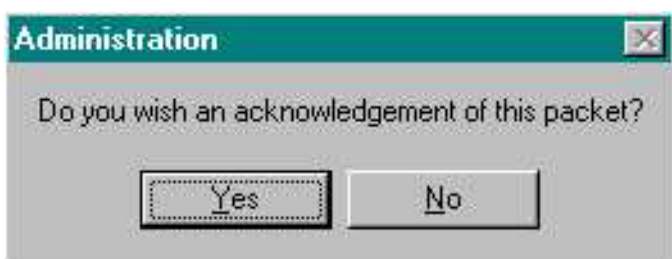 Administration
Do you wish an acknowledgement of this packet?
Yes No